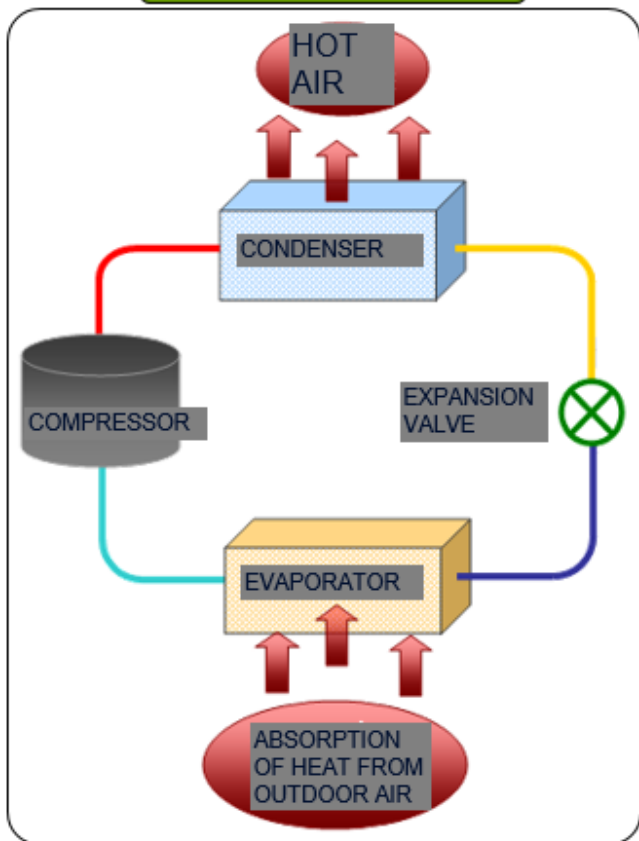 HOT
AIR
CONDENSER
COMPRESSOR
EXPANSION
VALVE
EVAPORATOR
ABSORPTION
OF HEAT FROM
OUTDOOR AIR